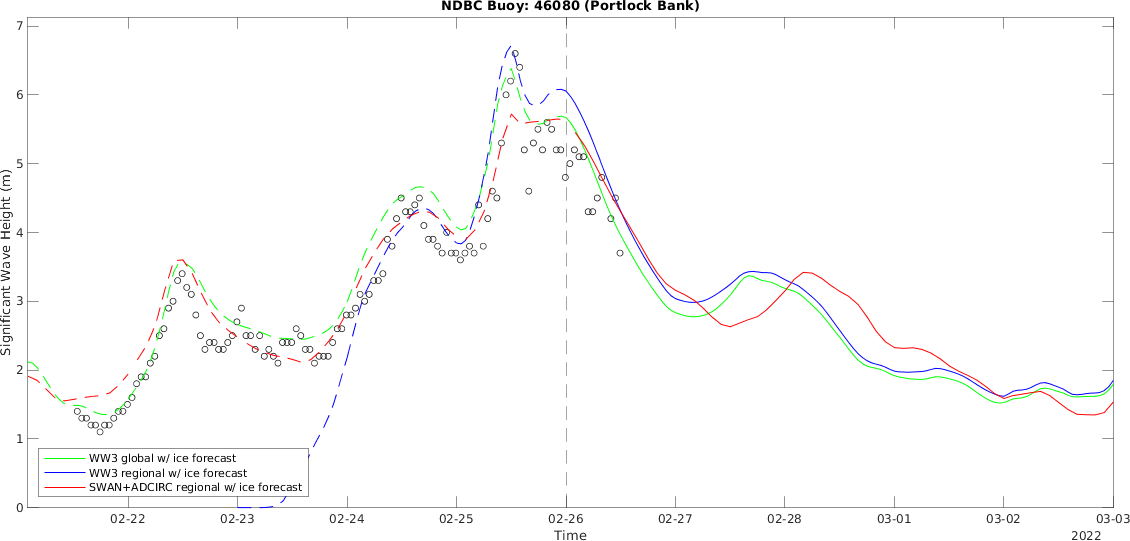 NDBC Buoy: 46080 (Portlock Bank)
7
6
5
4
3
2
1
0
Significant Wave Height (m)
WW3 global w/ ice forecast
WW3 regional w/ ice forecast
SWAN+ADCIRC regional w/ ice forecast
02-22 02-23 02-24 02-25 02-26 02-27 02-28 03-01 03-02 03-03
Time
2022